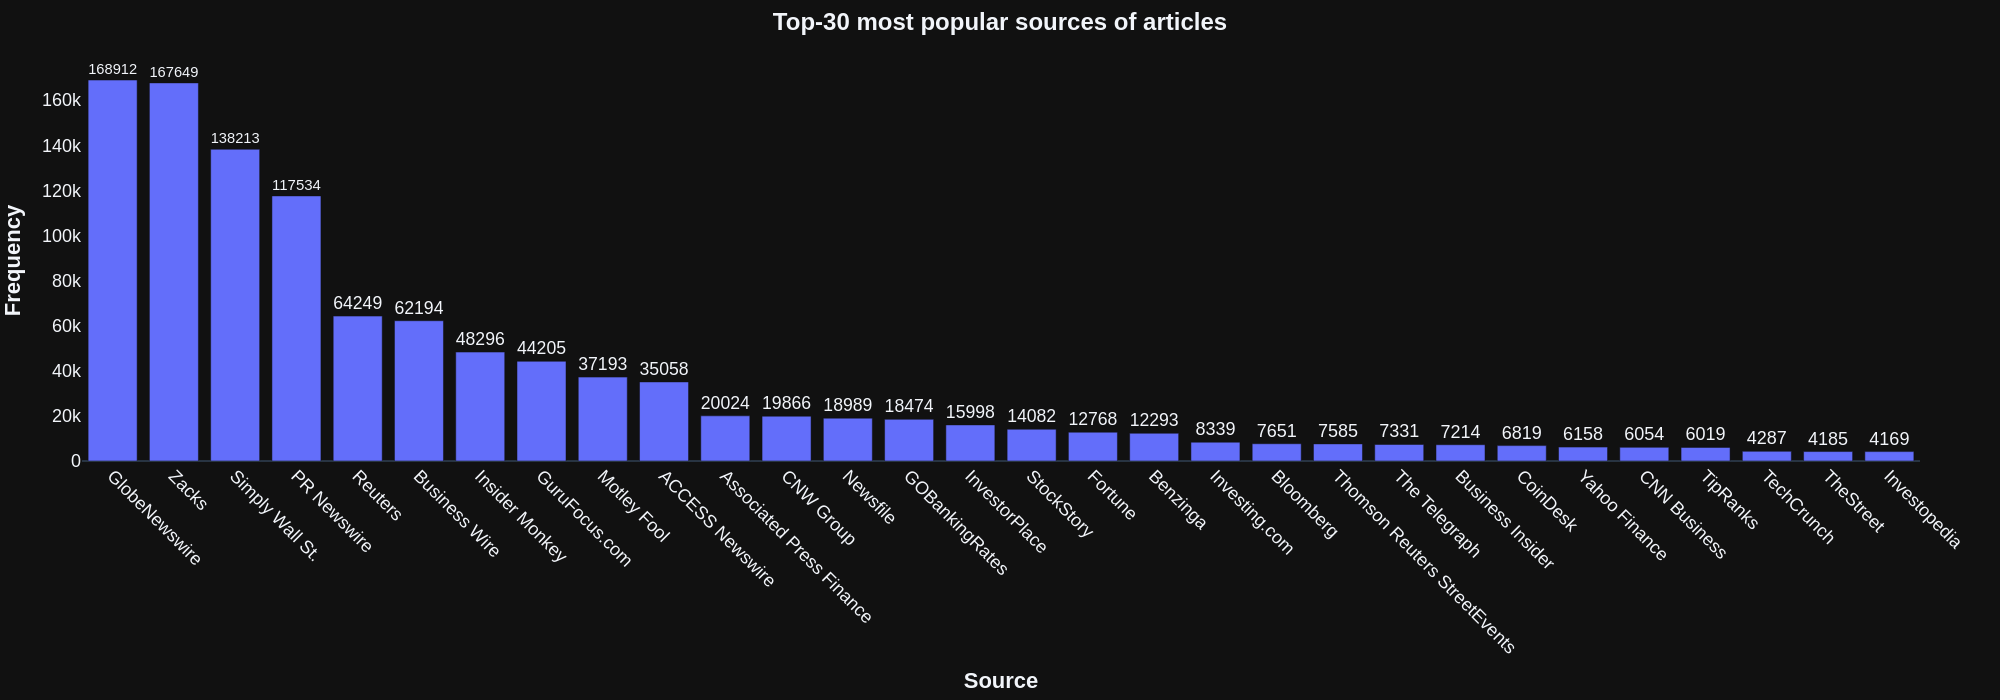 Top-30 most popular sources of articles
Frequency
160k
140k
120k
100k
80k
60k
40k
20k
0
168912
167649
138213
117534
64249
62194
48296
44205
37193
35058
20024
19866
18989
18474
15998
14082
12768
12293
8339
7651
7585
7331
7214
6819
6158
6054
6019
4287
4185
4169
GlobeNewswire
Zacks
Simply Wall St.
PR Newswire
Reuters
Business Wire
Insider Monkey
GuruFocus.com
Motley Fool
ACCESS Newswire
Associated Press Finance
CNW Group
Newsfile
GOBankingRates
InvestorPlace
StockStory
Fortune
Benzinga
Investing.com
Bloomberg
Thomson Reuters StreetEvents
The Telegraph
Business Insider
CoinDesk
Yahoo Finance
CNN Business
TipRanks
TechCrunch
TheStreet
Investopedia
Source